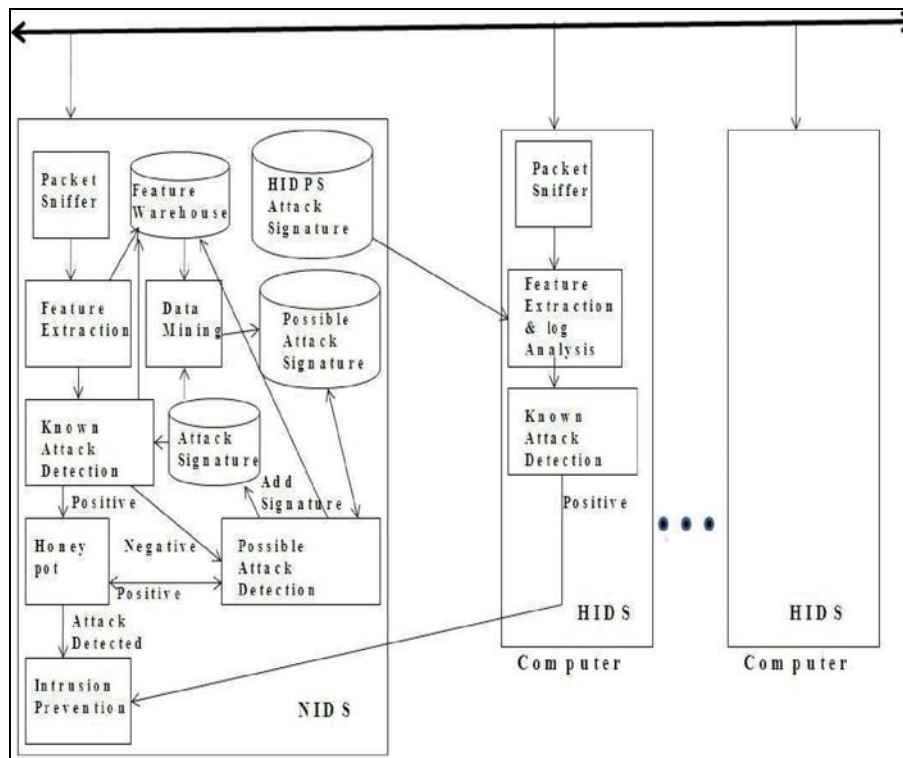 Packet
Sniffer
Feature
Warehouse
HIDPS
Attack
Signature
Feature
Extraction
Data
Mining
Possible
Attack
Signature
Known
Attack
Detection
Attack
Signature
Add
Signature
Positive
Negative
Honey
pot
Positive
Possible
Attack
Detection
Attack
Detected
Intrusion
Prevention
NIDS
Packet
Sniffer
Feature
Extraction
& log
Analysis
Known
Attack
Detection
Positive
HIDS
Computer
HIDS
Computer